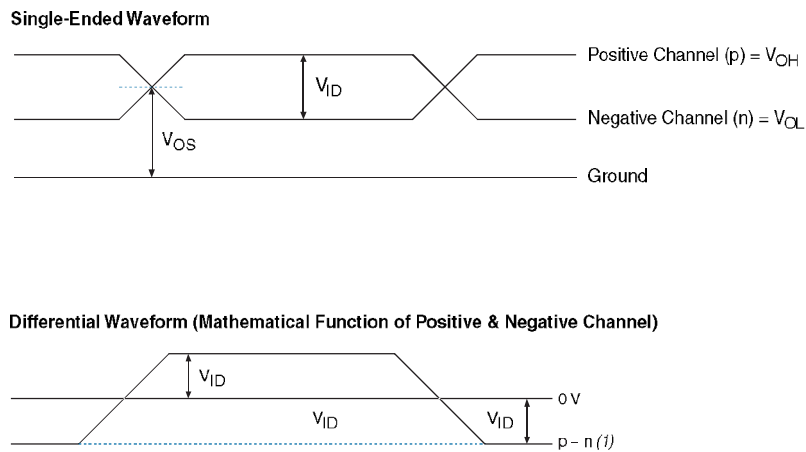 Single-Ended Waveform
Positive Channel (p) = VOH
VID
Negative Channel (n) = VOL
VOS
Ground
Differential Waveform (Mathematical Function of Positive & Negative Channel)
VID
0 V
VID
VID
p – n (1)